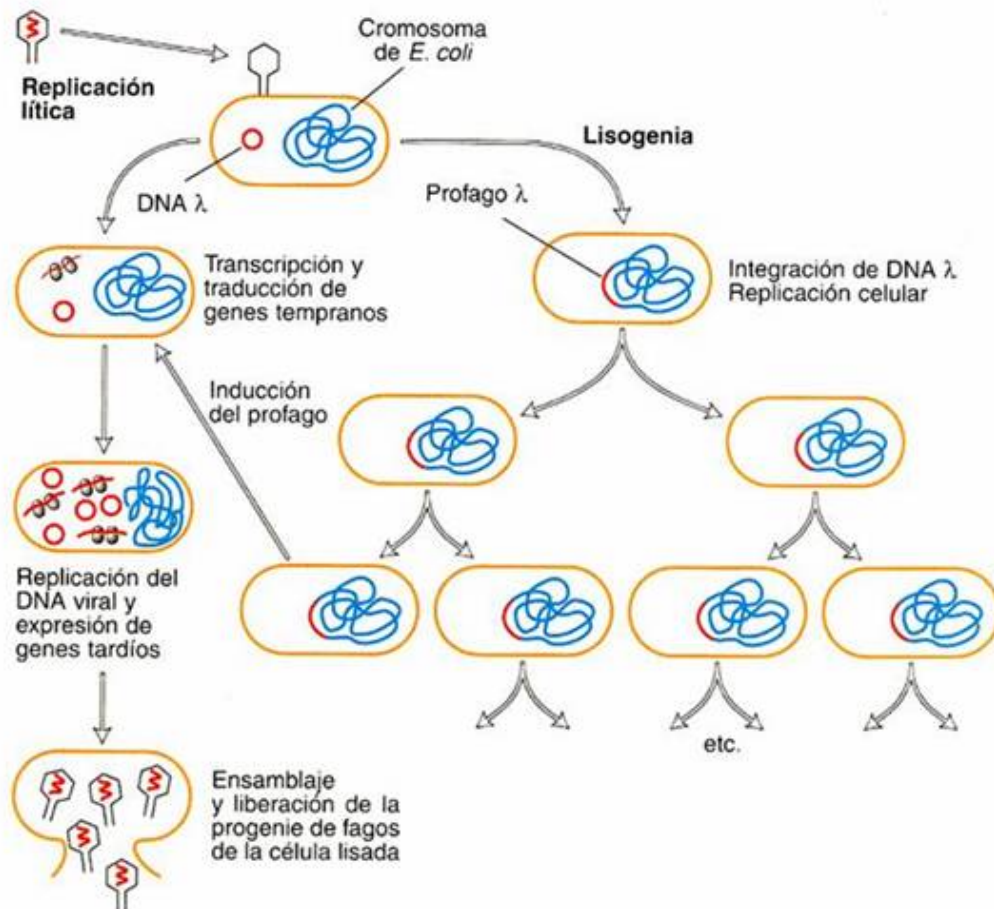 Cromosoma
de E. coli
Replicación
lítica
Lisogenia
DNA λ
Profago λ
Transcripción y
traducción de
genes tempranos
Integración de DNA λ
Replicación celular
Inducción
del profago
Replicación del
DNA viral y
expresión de
genes tardíos
etc.
Ensamblaje
y liberación de la
progenie de fagos
de la célula lisada